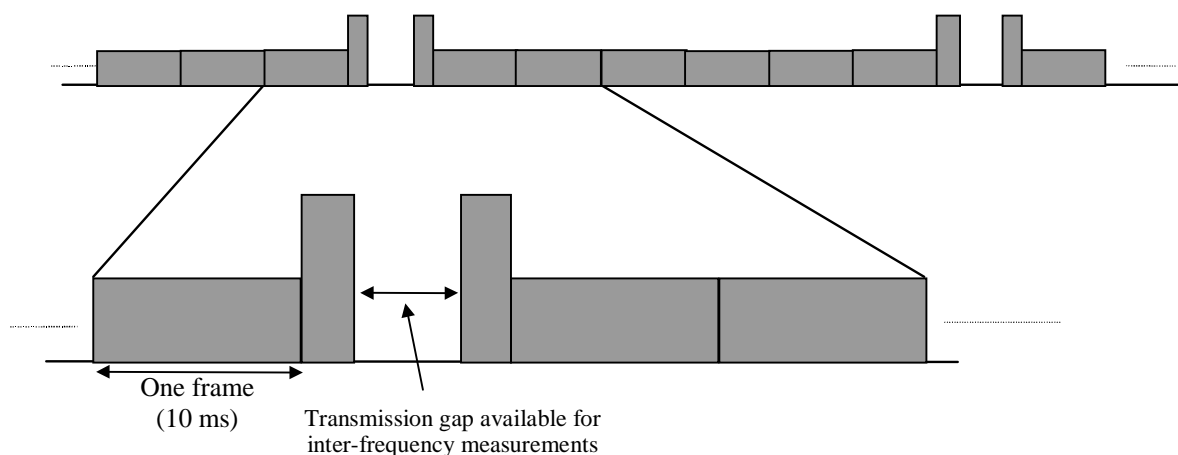 One frame
(10 ms)
Transmission gap available for
inter-frequency measurements